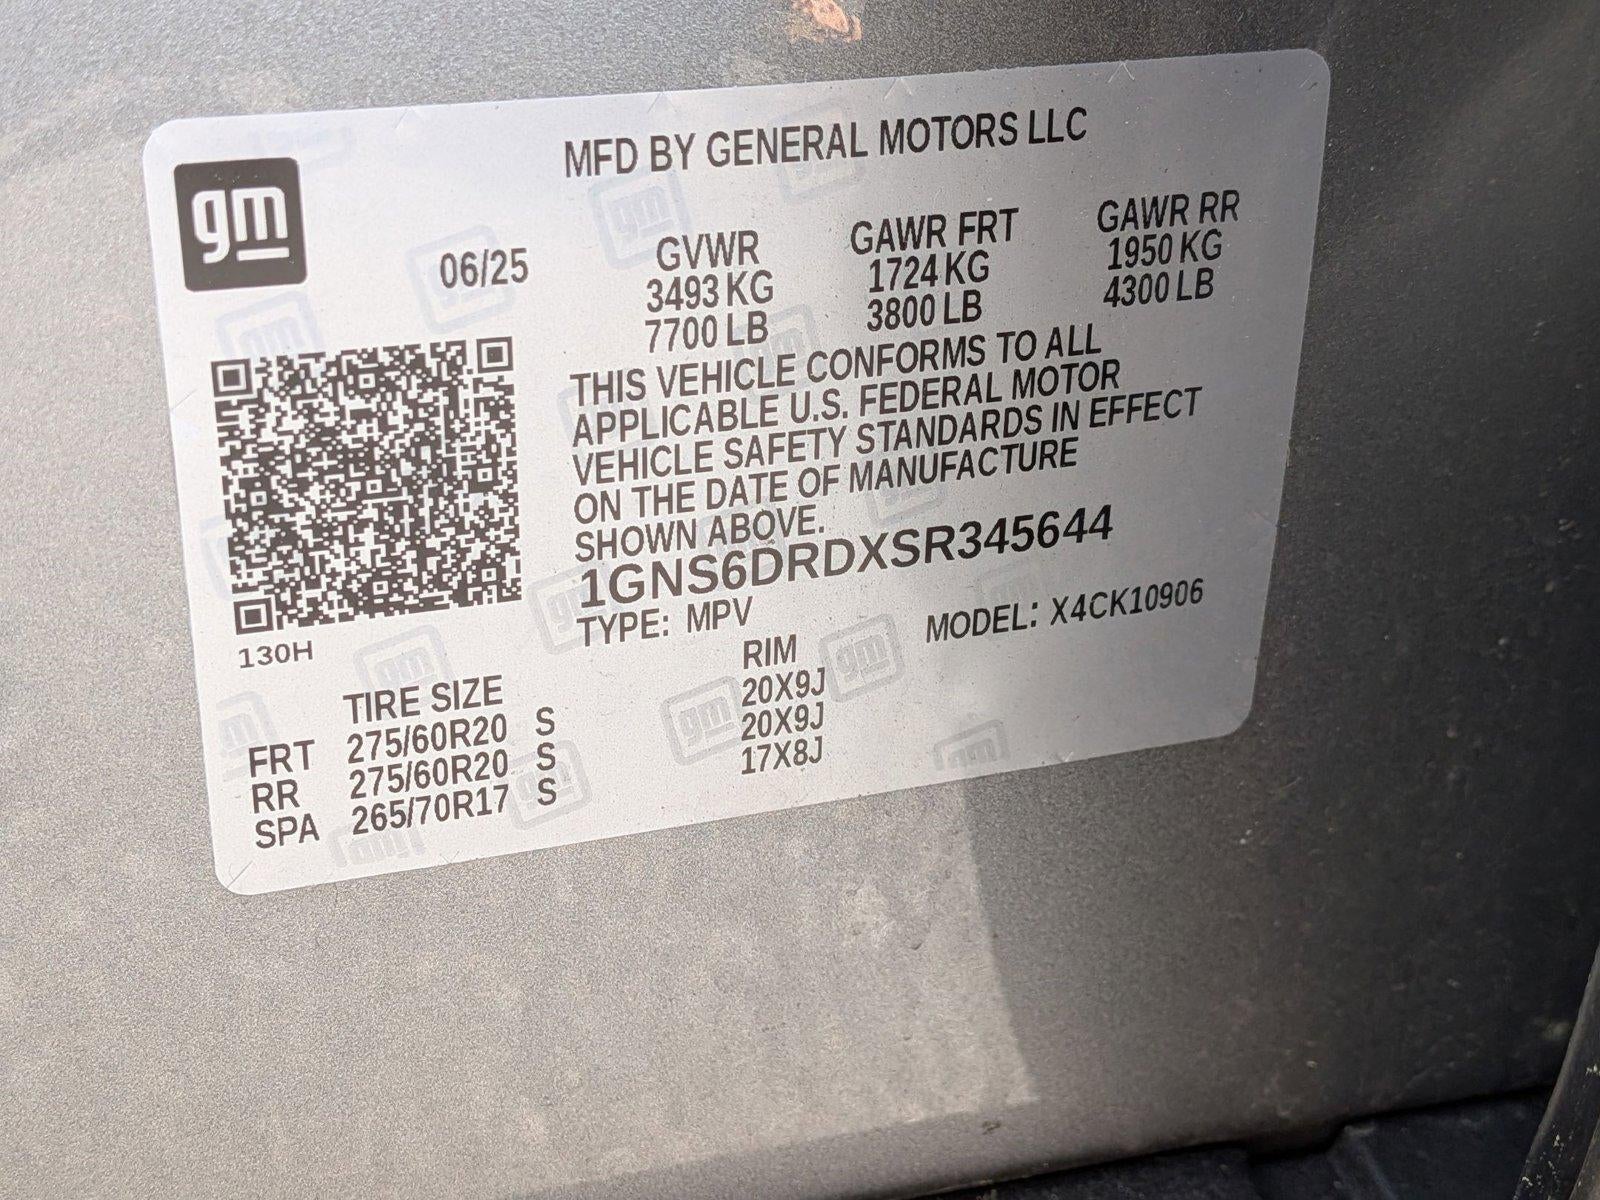 gm
MFD BY GENERAL MOTORS LLC
06/25
GVWR
3493 KG
7700 LB
GAWR FRT
1724 KG
3800 LB
GAWR RR
1950 KG
4300 LB
THIS VEHICLE CONFORMS TO ALL
APPLICABLE U.S. FEDERAL MOTOR
VEHICLE SAFETY STANDARDS IN EFFECT
ON THE DATE OF MANUFACTURE
SHOWN ABOVE.
1GNS6DRDXSR345644
TYPE: MPV MODEL: X4CK10906
130H
TIRE SIZE RIM
FRT 275/60R20 S 20X9J
RR 275/60R20 S 20X9J
SPA 265/70R17 S 17X8J